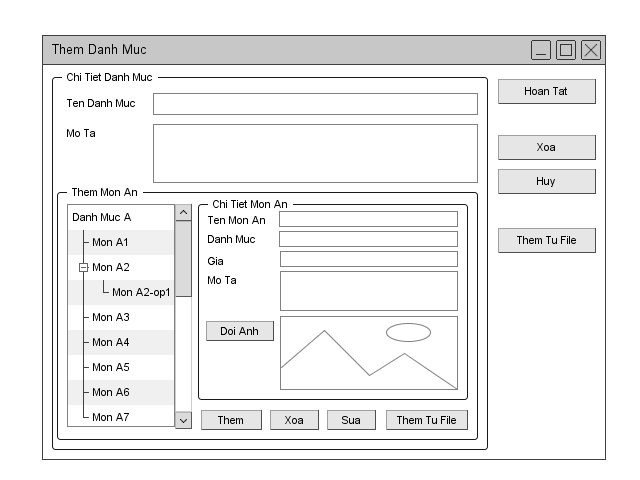 Them Danh Muc
Chi Tiet Danh Muc
Ten Danh Muc
Mo Ta
Hoan Tat
Xoa
Huy
Them Tu File
Them Mon An
Danh Muc A
Mon A1
Mon A2
Mon A2-op1
Mon A3
Mon A4
Mon A5
Mon A6
Mon A7
Chi Tiet Mon An
Ten Mon An
Danh Muc
Gia
Mo Ta
Doi Anh
Them
Xoa
Sua
Them Tu File